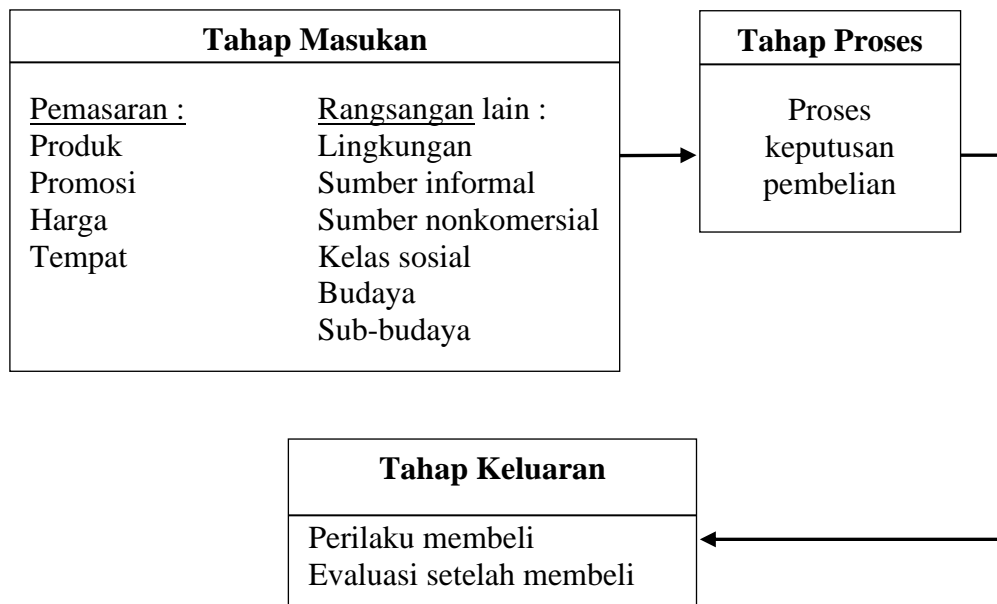 Tahap Masukan
Pemasaran :
Produk
Promosi
Harga
Tempat
Rangsangan lain :
Lingkungan
Sumber informal
Sumber nonkomersial
Kelas sosial
Budaya
Sub-budaya
Tahap Proses
Proses
keputusan
pembelian
Tahap Keluaran
Perilaku membeli
Evaluasi setelah membeli